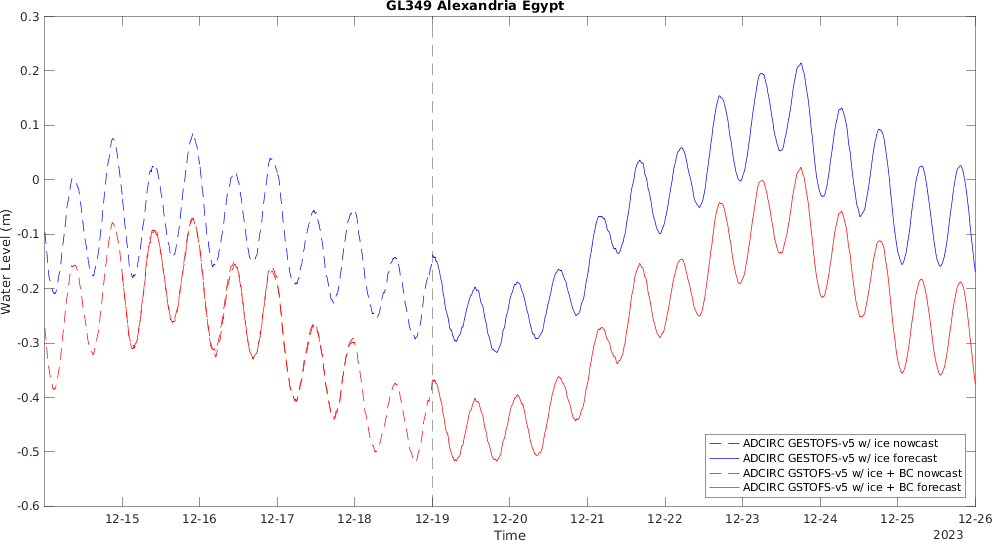 GL349 Alexandria Egypt
0.3
0.2
0.1
0
-0.1
-0.2
-0.3
-0.4
-0.5
-0.6
Water Level (m)
ADCIRC GESTOFS-v5 w/ ice nowcast
ADCIRC GESTOFS-v5 w/ ice forecast
ADCIRC GSTOFS-v5 w/ ice + BC nowcast
ADCIRC GSTOFS-v5 w/ ice + BC forecast
12-15 12-16 12-17 12-18 12-19 12-20 12-21 12-22 12-23 12-24 12-25 12-26
Time
2023